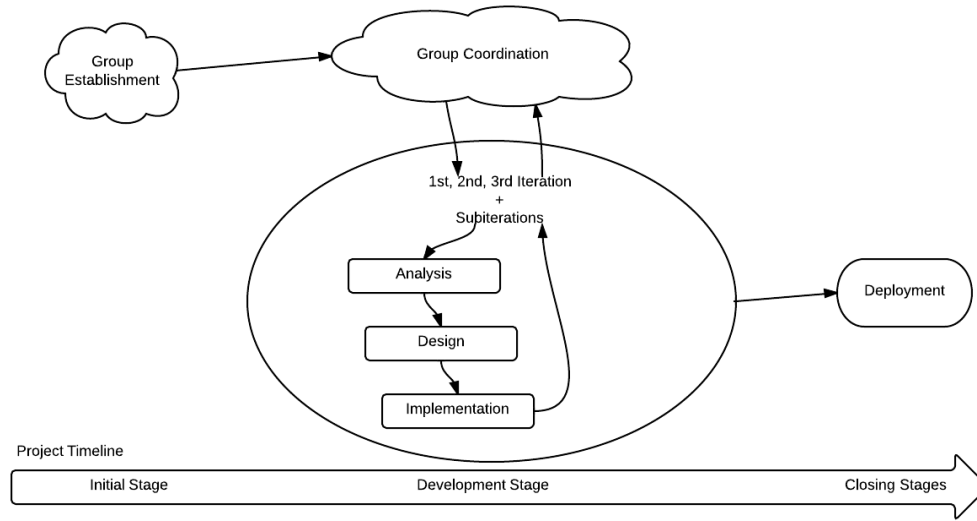 Group
Establishment
Group Coordination
1st, 2nd, 3rd Iteration
+
Subiterations
Analysis
Design
Implementation
Deployment
Project Timeline
Initial Stage
Development Stage
Closing Stages